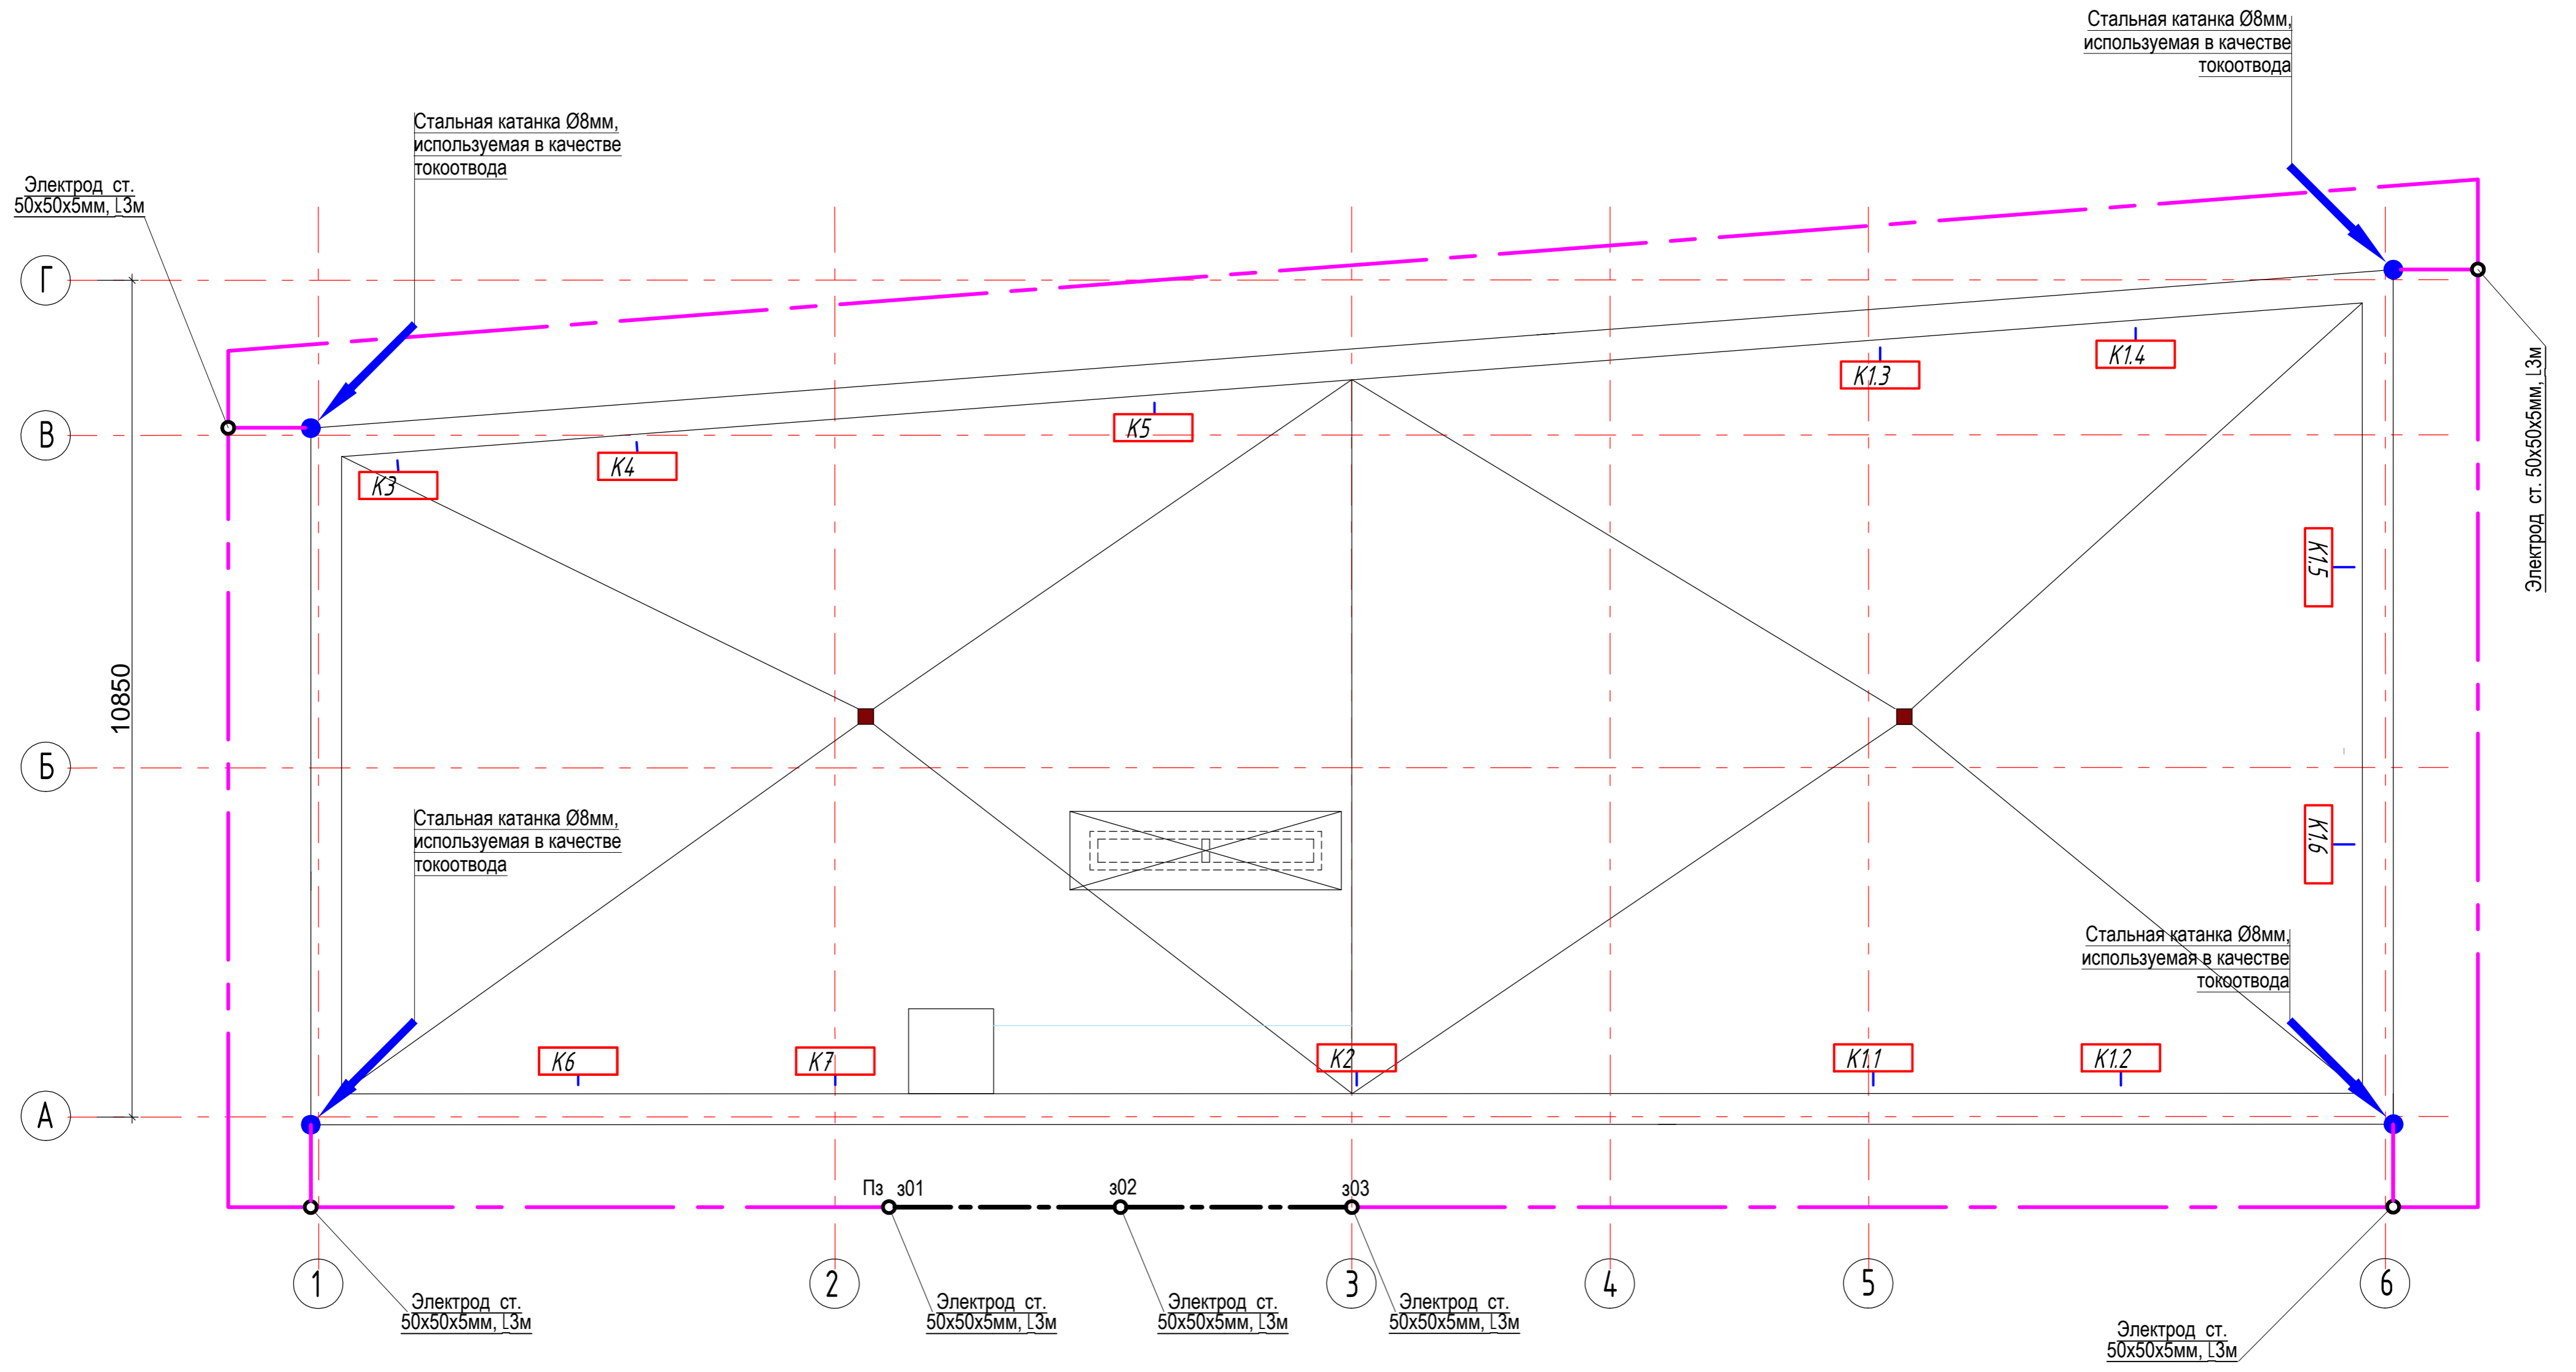 Стальная катанка Ø8мм,
используемая в качестве
токоотвода
Стальная катанка Ø8мм,
используемая в качестве
токоотвода
Электрод ст.
50х50х5мм, L3м
Г
В
Б
А
10850
К3
К4
К5
К1.3
К1.4
К1.5
К1.6
Электрод ст. 50х50х5мм, L3м
Стальная катанка Ø8мм,
используемая в качестве
токоотвода
Стальная катанка Ø8мм,
используемая в качестве
токоотвода
К6
К7
К2
К1.1
К1.2
Пз з01
з02
з03
1
2
3
4
5
6
Электрод ст.
50х50х5мм, L3м
Электрод ст.
50х50х5мм, L3м
Электрод ст.
50х50х5мм, L3м
Электрод ст.
50х50х5мм, L3м
Электрод ст.
50х50х5мм, L3м